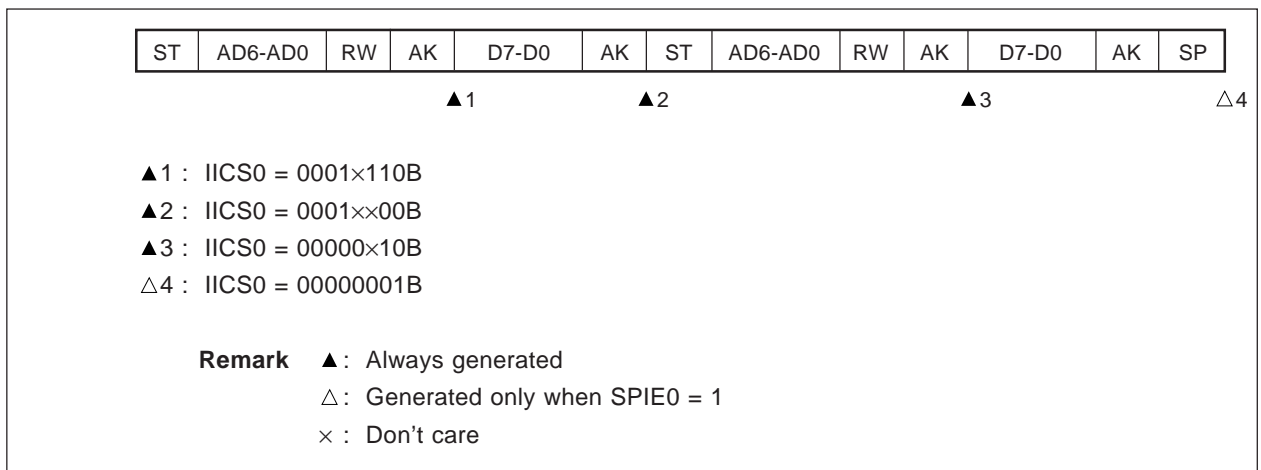 ST AD6-AD0 RW AK D7-D0 AK ST AD6-AD0 RW AK D7-D0 AK SP
▲1 ▲2 ▲3 △4
▲1 : IICS0 = 0001×110B
▲2 : IICS0 = 0001××00B
▲3 : IICS0 = 00000×10B
△4 : IICS0 = 00000001B
Remark ▲: Always generated
△: Generated only when SPIE0 = 1
× : Don't care